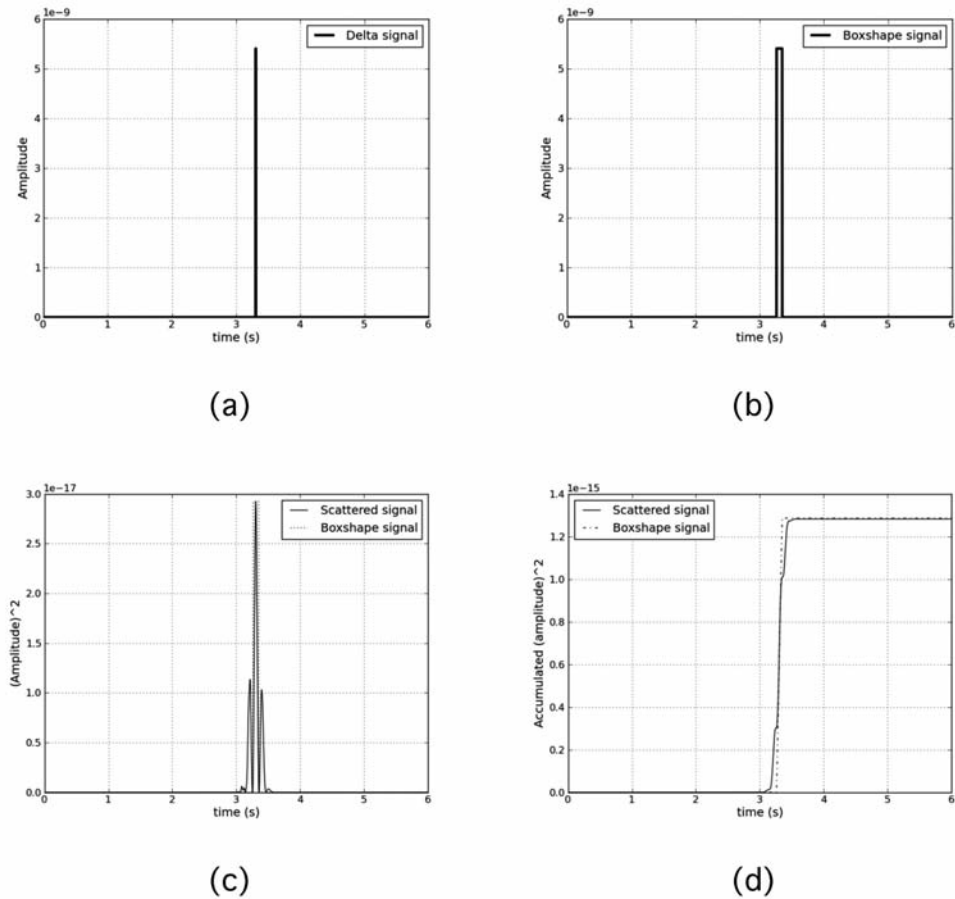 1e−9
6
5
4
3
2
1
0
Amplitude
Delta signal
0 1 2 3 4 5 6
time (s)
(a)
1e−9
6
5
4
3
2
1
0
Amplitude
Boxshape signal
0 1 2 3 4 5 6
time (s)
(b)
1e−17
3.0
2.5
2.0
1.5
1.0
0.5
0.0
(Amplitude)^2
Scattered signal
Boxshape signal
0 1 2 3 4 5 6
time (s)
(c)
1e−15
1.4
1.2
1.0
0.8
0.6
0.4
0.2
0.0
Accumulated (amplitude)^2
Scattered signal
Boxshape signal
0 1 2 3 4 5 6
time (s)
(d)